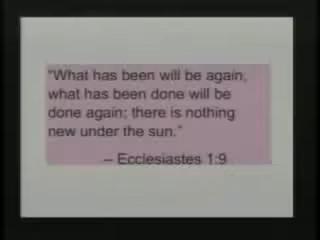 "What has been will be again,
what has been done will be
done again; there is nothing
new under the sun."
– Ecclesiastes 1:9